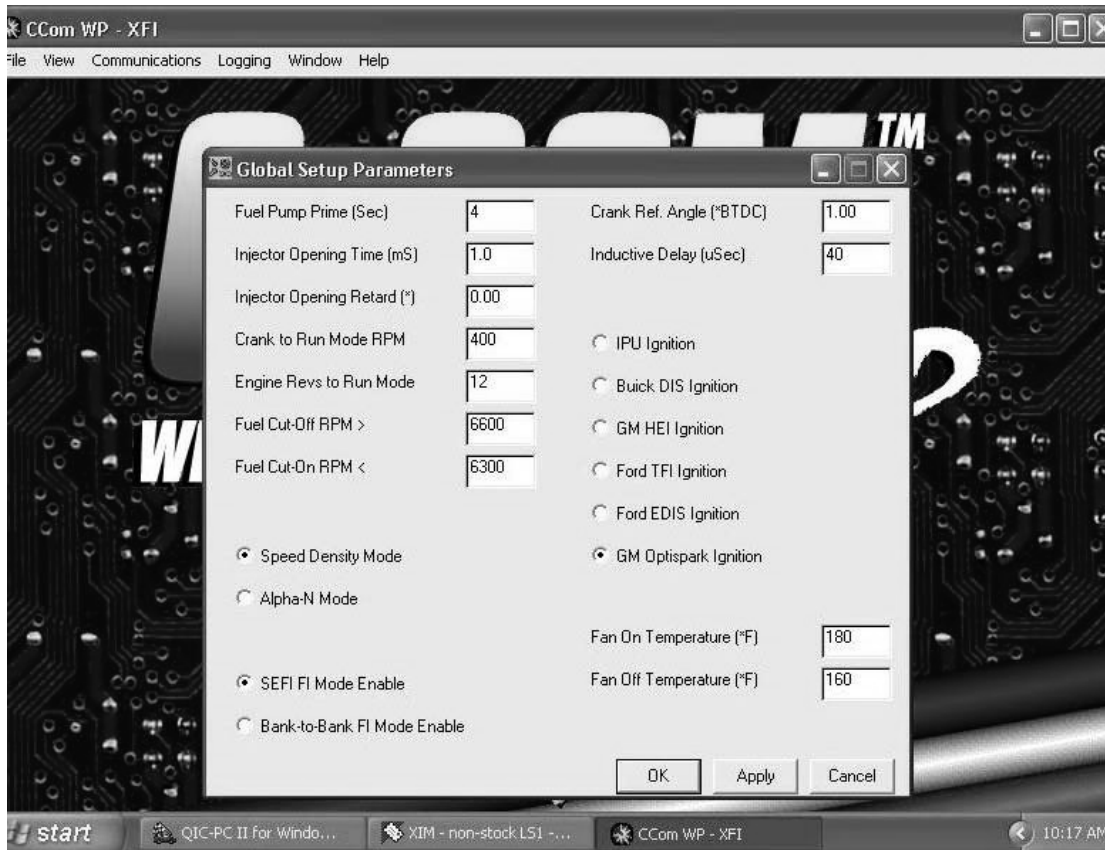 CCom WP - XFI
File View Communications Logging Window Help
TM
Global Setup Parameters
Fuel Pump Prime (Sec) 4
Injector Opening Time (mS) 1.0
Injector Opening Retard (*) 0.00
Crank to Run Mode RPM 400
Engine Revs to Run Mode 12
Fuel Cut-Off RPM > 6600
Fuel Cut-On RPM < 6300
Speed Density Mode
Alpha-N Mode
SEFI FI Mode Enable
Bank-to-Bank FI Mode Enable
Crank Ref. Angle (*BTDC) 1.00
Inductive Delay (uSec) 40
IPU Ignition
Buick DIS Ignition
GM HEI Ignition
Ford TFI Ignition
Ford EDIS Ignition
GM Optispark Ignition
Fan On Temperature (*F) 180
Fan Off Temperature (*F) 160
OK Apply Cancel
start QIC-PC II for Windo... XIM - non-stock LS1 -... CCom WP - XFI 10:17 AM